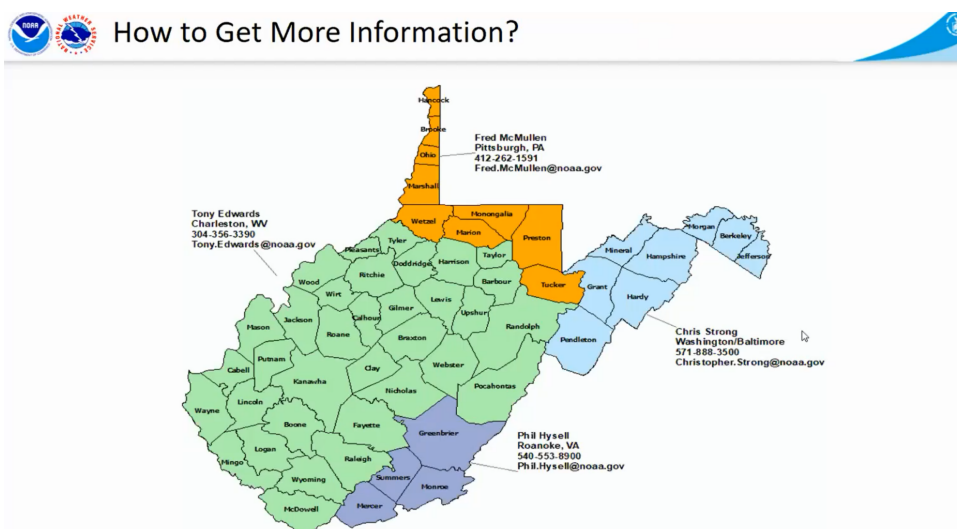 NOAA
NATIONAL WEATHER SERVICE
How to Get More Information?
Hancock
Brooke
Ohio
Marshall
Fred McMullen
Pittsburgh, PA
412-262-1591
Fred.McMullen@noaa.gov
Tony Edwards
Charleston, WV
304-356-3390
Tony.Edwards@noaa.gov
Wetzel
Monongalia
Marion
Preston
Morgan
Berkeley
Jefferson
Mineral
Hampshire
Tyler
Pleasants
Doddridge
Harrison
Taylor
Barbour
Tucker
Grant
Hardy
Wood
Ritchie
Wirt
Lewis
Gilmer
Calhoun
Upshur
Randolph
Pendleton
Chris Strong
Washington/Baltimore
571-888-3500
Christopher.Strong@noaa.gov
Mason
Jackson
Roane
Braxton
Putnam
Cabell
Clay
Webster
Kanawha
Nicholas
Pocahontas
Wayne
Lincoln
Boone
Fayette
Greenbrier
Phil Hysell
Roanoke, VA
540-553-8900
Phil.Hysell@noaa.gov
Logan
Mingo
Raleigh
Wyoming
Summers
Monroe
McDowell
Mercer